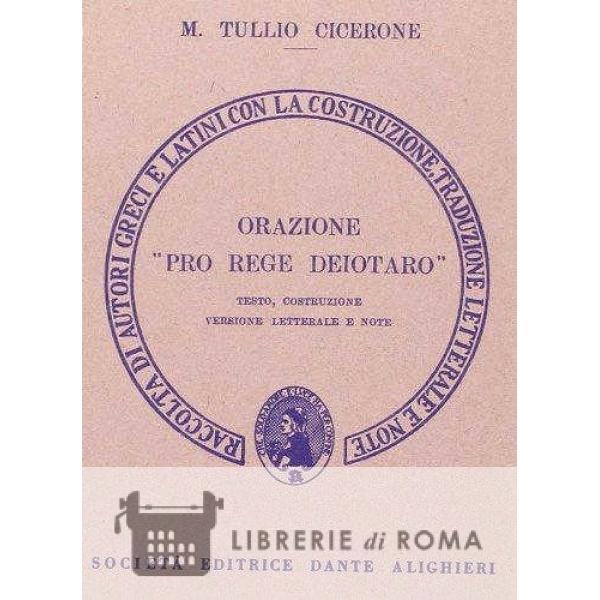 M. TULLIO CICERONE
RACCOLTA DI AUTORI GRECI E LATINI CON LA COSTRUZIONE, TRADUZIONE LETTERALE E NOTE
ORAZIONE
"PRO REGE DEIOTARO"
TESTO, COSTRUZIONE
VERSIONE LETTERALE E NOTE
LIBRERIE di ROMA
SOCIETÀ EDITRICE DANTE ALIGHIERI